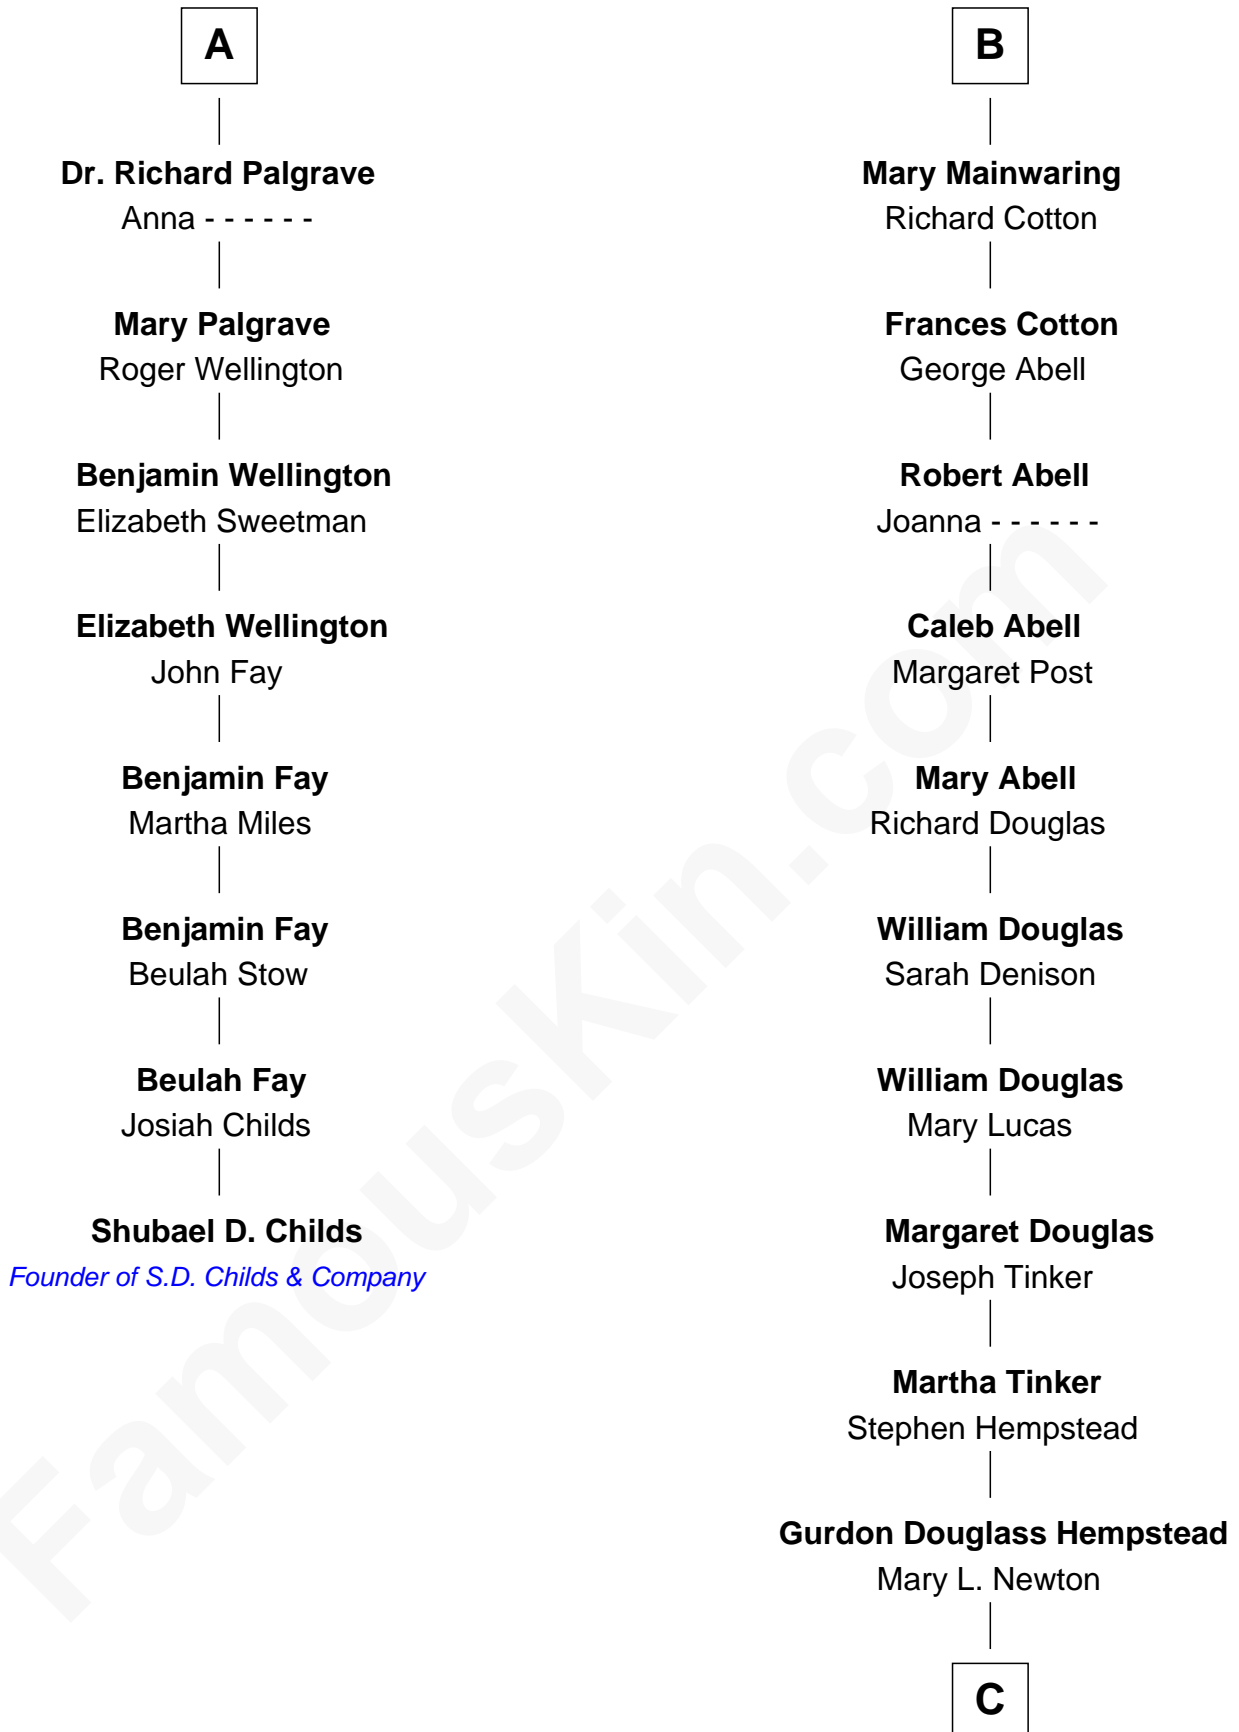 A
Dr. Richard Palgrave
Anna - - - - - -
Mary Palgrave
Roger Wellington
Benjamin Wellington
Elizabeth Sweetman
Elizabeth Wellington
John Fay
Benjamin Fay
Martha Miles
Benjamin Fay
Beulah Stow
Beulah Fay
Josiah Childs
Shubael D. Childs
Founder of S.D. Childs & Company
B
Mary Mainwaring
Richard Cotton
Frances Cotton
George Abell
Robert Abell
Joanna - - - - - -
Caleb Abell
Margaret Post
Mary Abell
Richard Douglas
William Douglas
Sarah Denison
William Douglas
Mary Lucas
Margaret Douglas
Joseph Tinker
Martha Tinker
Stephen Hempstead
Gurdon Douglass Hempstead
Mary L. Newton
C
FamousKin.com